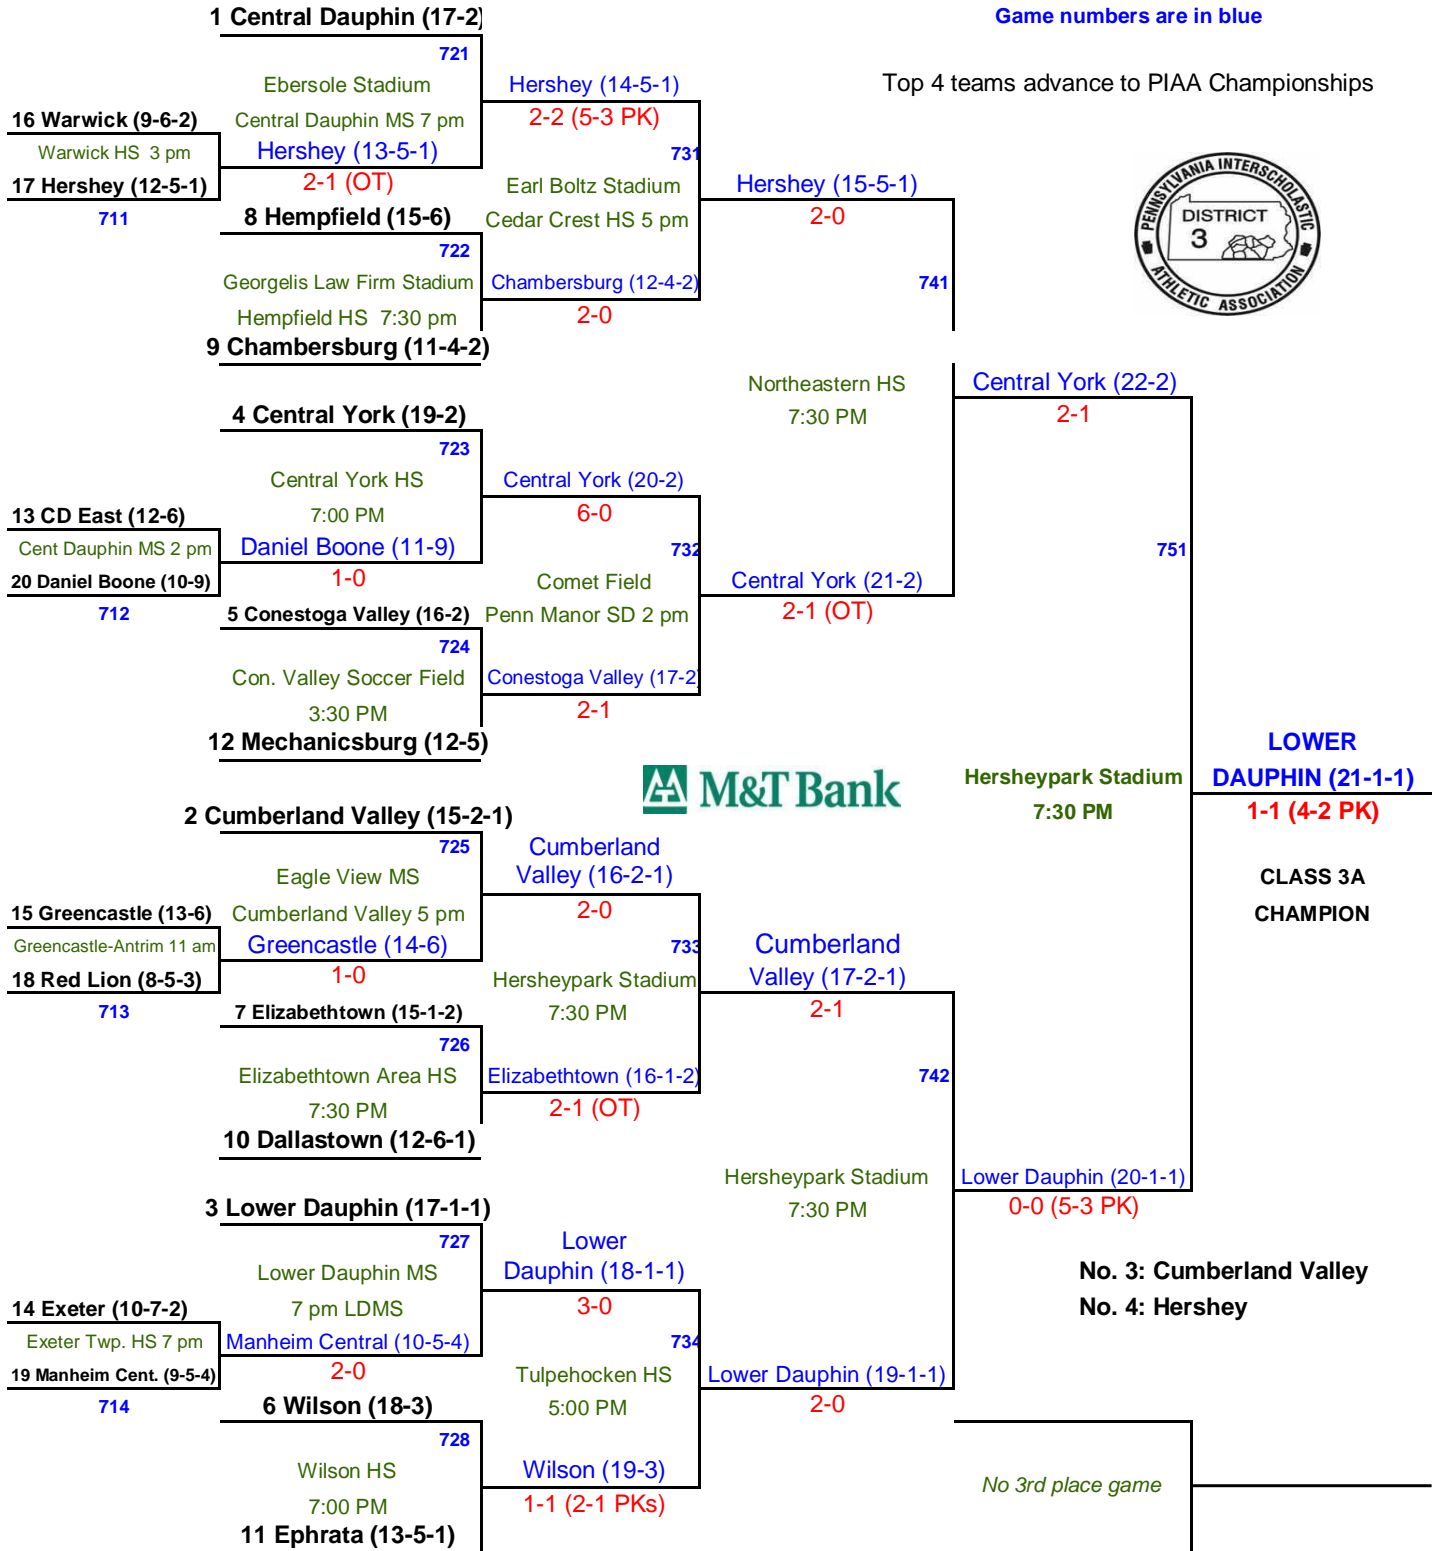 1 Central Dauphin (17-2)
Game numbers are in blue
721
Ebersole Stadium
Hershey (14-5-1)
Top 4 teams advance to PIAA Championships
16 Warwick (9-6-2)
Central Dauphin MS 7 pm
2-2 (5-3 PK)
Warwick HS  3 pm
Hershey (13-5-1)
731
17 Hershey (12-5-1)
2-1 (OT)
Earl Boltz Stadium
Hershey (15-5-1)
711
8 Hempfield (15-6)
Cedar Crest HS 5 pm
2-0
PENNSYLVANIA INTERSCHOLASTIC
DISTRICT
3
ATHLETIC ASSOCIATION
722
Georgelis Law Firm Stadium
Chambersburg (12-4-2)
741
Hempfield HS  7:30 pm
2-0
9 Chambersburg (11-4-2)
Northeastern HS
Central York (22-2)
4 Central York (19-2)
7:30 PM
2-1
723
Central York HS
Central York (20-2)
13 CD East (12-6)
7:00 PM
6-0
Cent Dauphin MS 2 pm
Daniel Boone (11-9)
732
751
20 Daniel Boone (10-9)
1-0
Comet Field
Central York (21-2)
712
5 Conestoga Valley (16-2)
Penn Manor SD 2 pm
2-1 (OT)
724
Con. Valley Soccer Field
Conestoga Valley (17-2)
3:30 PM
2-1
12 Mechanicsburg (12-5)
LOWER
M&T Bank
Hersheypark Stadium
DAUPHIN (21-1-1)
2 Cumberland Valley (15-2-1)
7:30 PM
1-1 (4-2 PK)
725
Cumberland
Eagle View MS
Valley (16-2-1)
CLASS 3A
15 Greencastle (13-6)
Cumberland Valley 5 pm
2-0
CHAMPION
Greencastle-Antrim 11 am
Greencastle (14-6)
733
Cumberland
18 Red Lion (8-5-3)
1-0
Hersheypark Stadium
Valley (17-2-1)
713
7 Elizabethtown (15-1-2)
7:30 PM
2-1
726
Elizabethtown Area HS
Elizabethtown (16-1-2)
742
7:30 PM
2-1 (OT)
10 Dallastown (12-6-1)
Hersheypark Stadium
Lower Dauphin (20-1-1)
3 Lower Dauphin (17-1-1)
7:30 PM
0-0 (5-3 PK)
727
Lower
Lower Dauphin MS
Dauphin (18-1-1)
No. 3: Cumberland Valley
14 Exeter (10-7-2)
7 pm LDMS
3-0
No. 4: Hershey
Exeter Twp. HS 7 pm
Manheim Central (10-5-4)
734
19 Manheim Cent. (9-5-4)
2-0
Tulpehocken HS
Lower Dauphin (19-1-1)
714
6 Wilson (18-3)
5:00 PM
2-0
728
Wilson HS
Wilson (19-3)
No 3rd place game
7:00 PM
1-1 (2-1 PKs)
11 Ephrata (13-5-1)